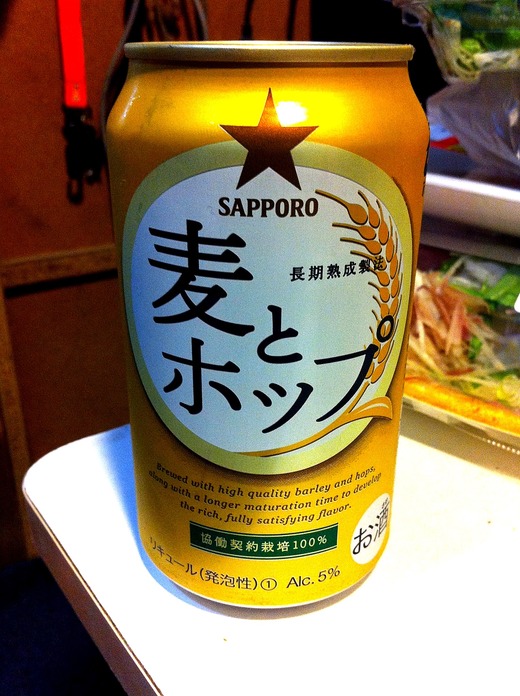 SAPPORO
長期熟成製法
麦と
ホップ
Brewed with high quality barley and hops,
along with a longer maturation time to develop
the rich, fully satisfying flavor.
協働契約栽培100%
お酒
リキュール(発泡性)① Alc.5%